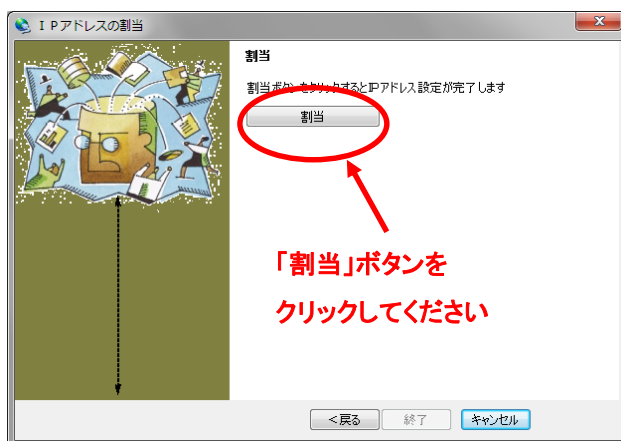 IPアドレスの割当
割当
割当ボタンをクリックするとIPアドレス設定が完了します
割当
「割当」ボタンを
クリックしてください
<戻る
終了
キャンセル